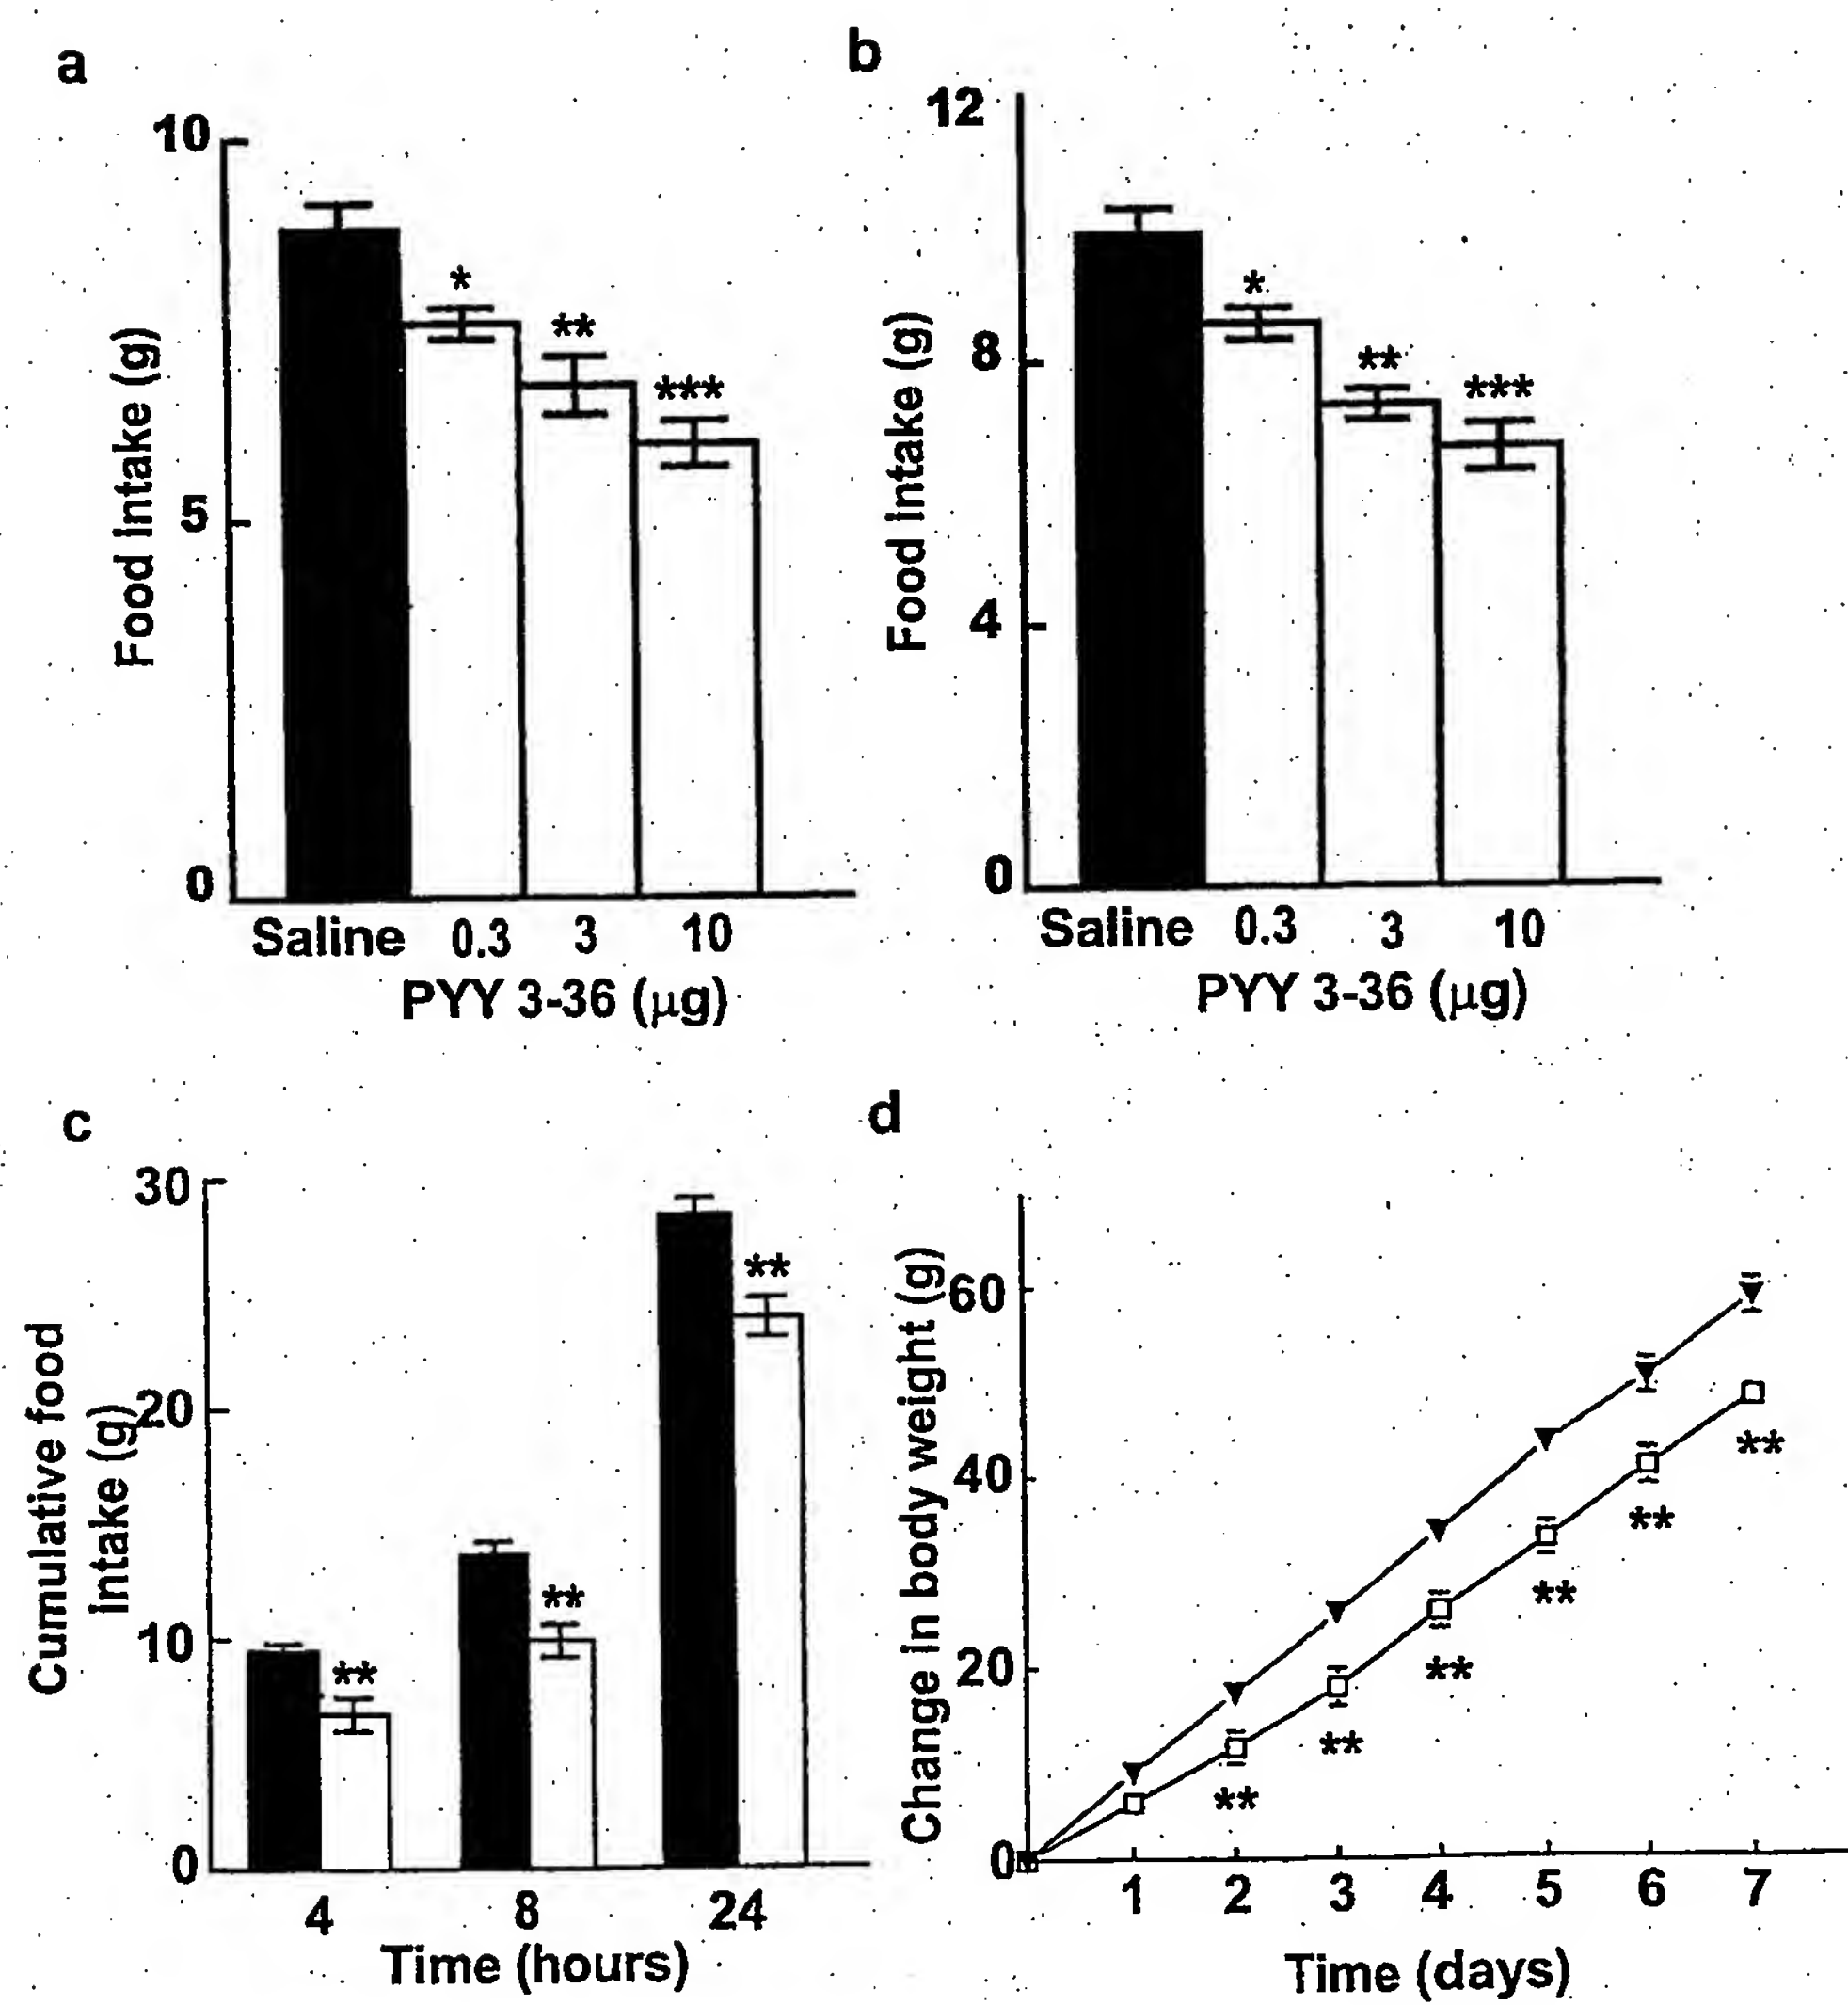 a
10
5
0
Food intake (g)
*
**
***
Saline 0.3 3 10
PYY 3-36 (μg)
b
12
8
4
0
Food intake (g)
*
**
***
Saline 0.3 3 10
PYY 3-36 (μg)
c
30
20
10
0
Cumulative food
intake (g)
**
**
**
4 8 24
Time (hours)
d
60
40
20
0
Change in body weight (g)
**
**
**
**
**
**
1 2 3 4 5 6 7
Time (days)